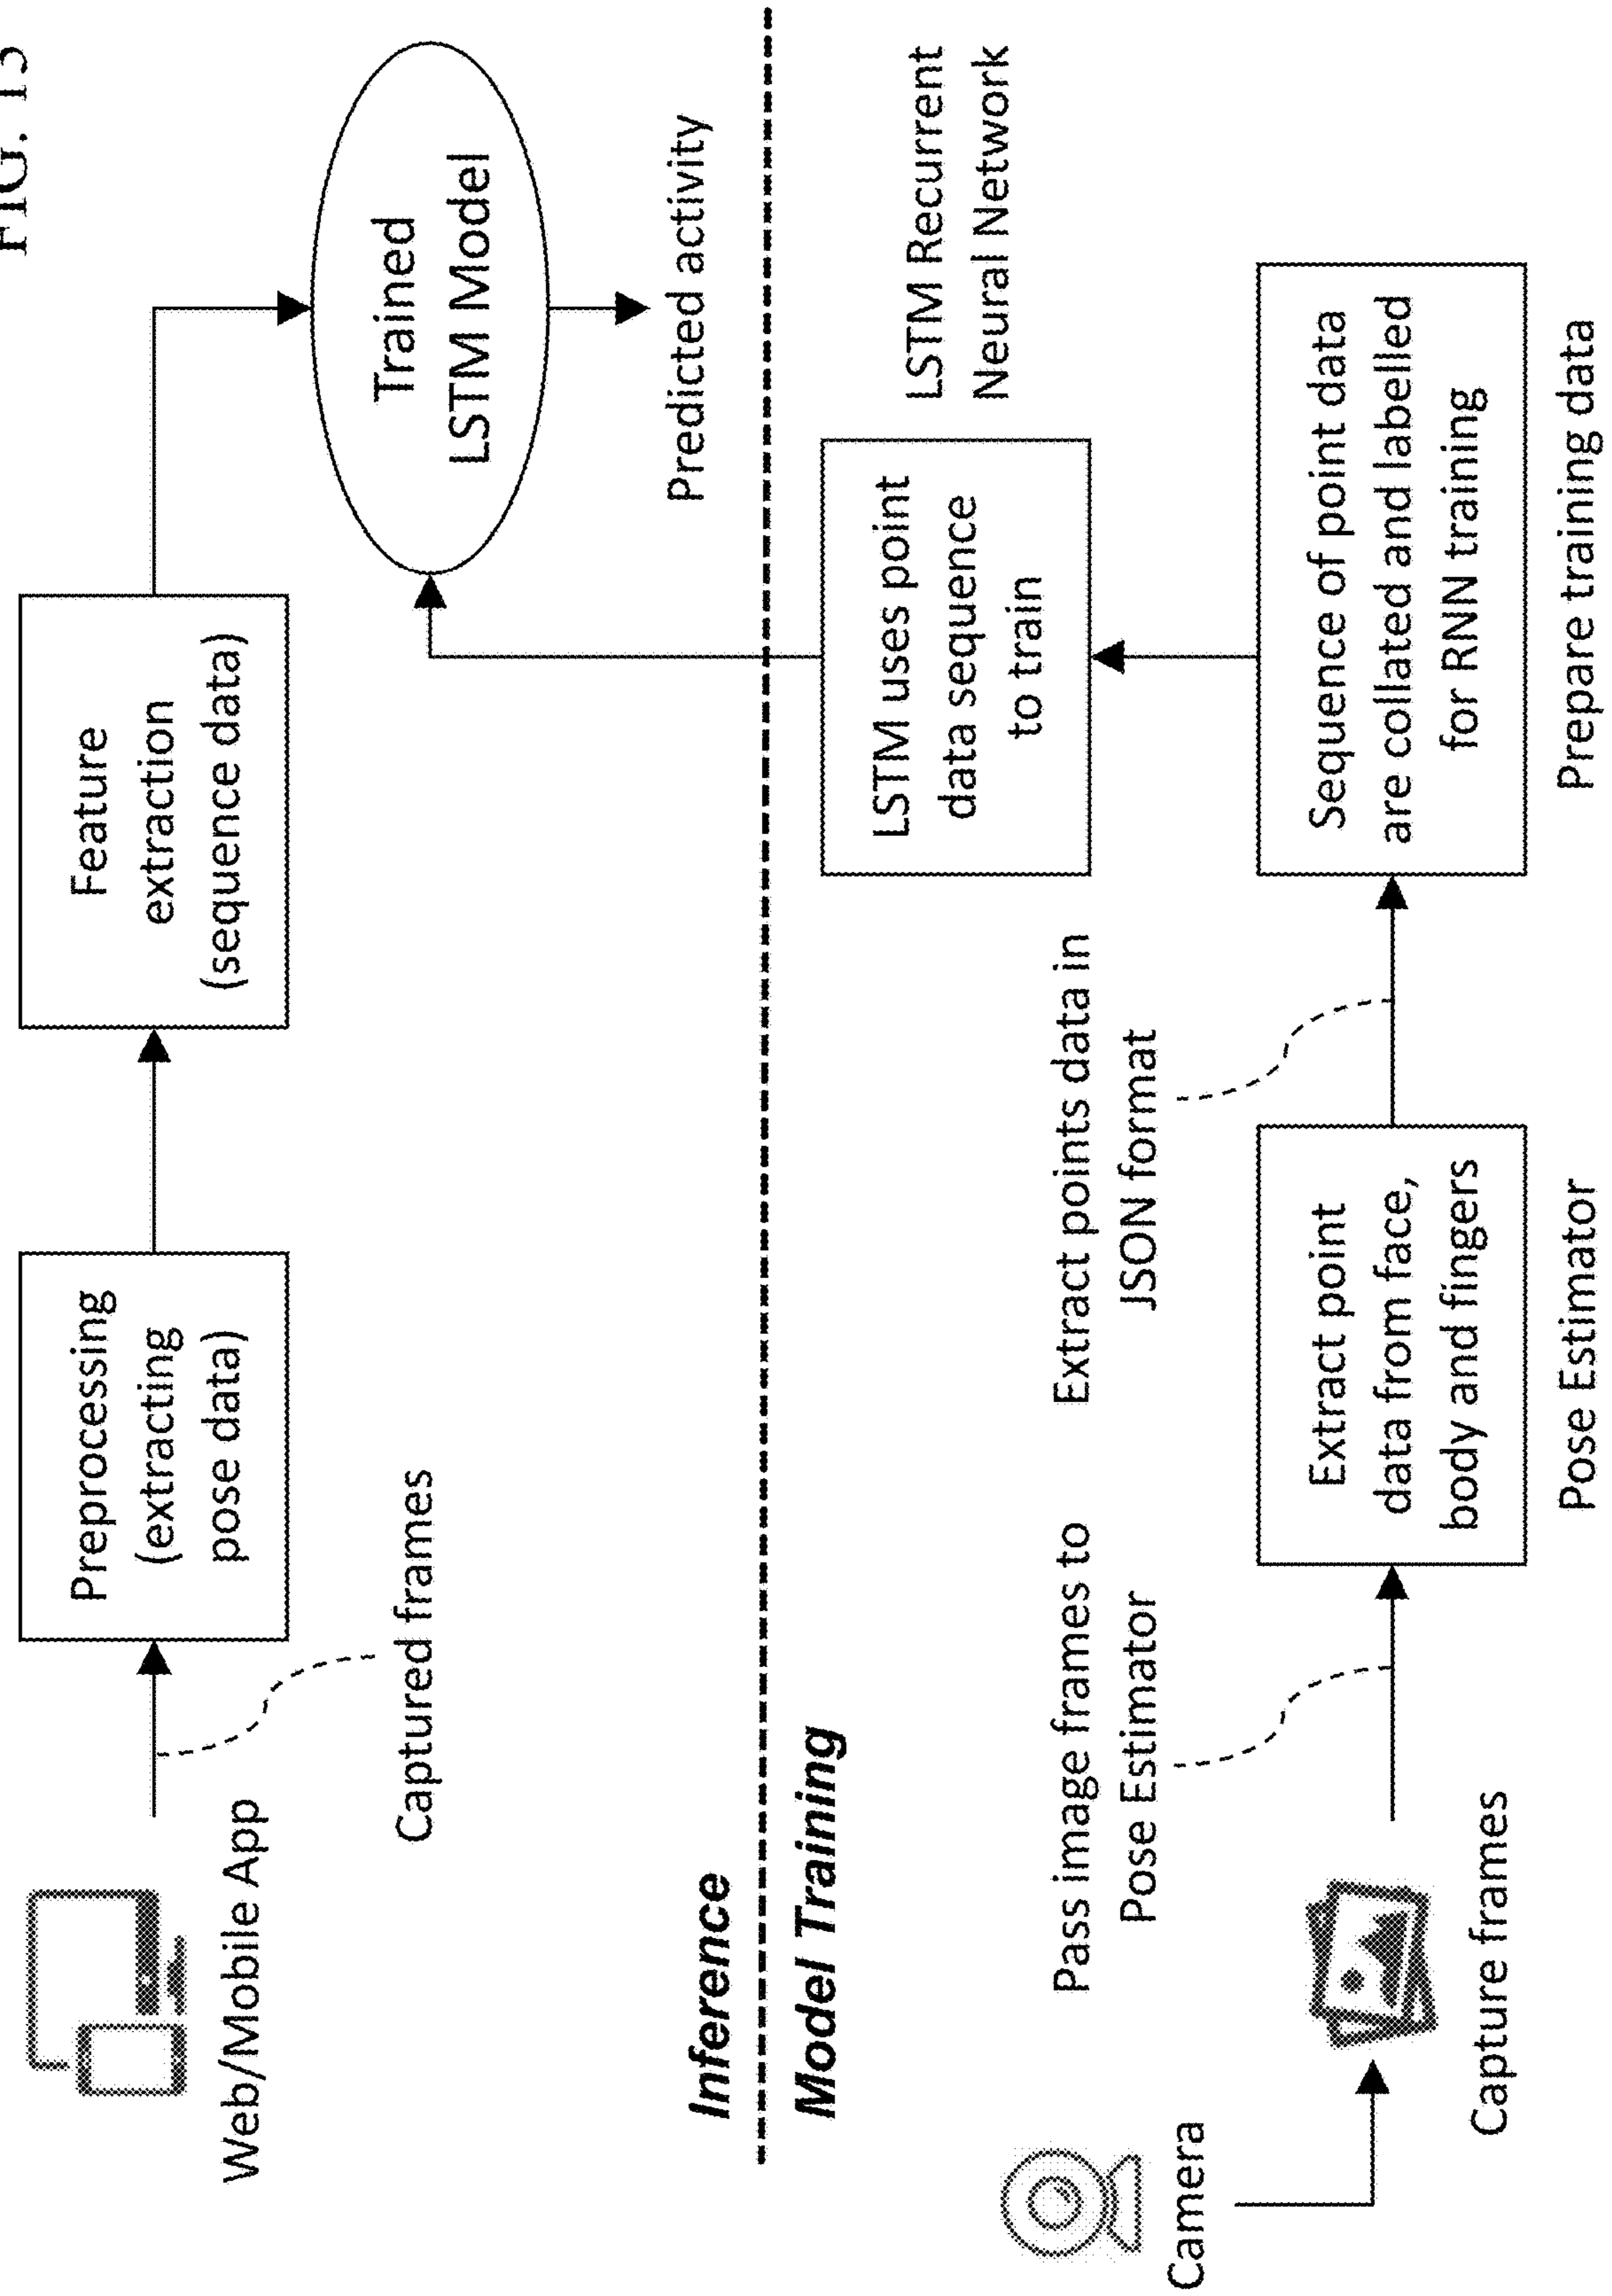 FIG. 13
Web/Mobile App
Captured frames
Preprocessing
(extracting
pose data)
Feature
extraction
(sequence data)
Trained
LSTM Model
Predicted activity
Inference
Model Training
Camera
Capture frames
Pass image frames to
Pose Estimator
Extract point
data from face,
body and fingers
Pose Estimator
Extract points data in
JSON format
Sequence of point data
are collated and labelled
for RNN training
Prepare training data
LSTM uses point
data sequence
to train
LSTM Recurrent
Neural Network